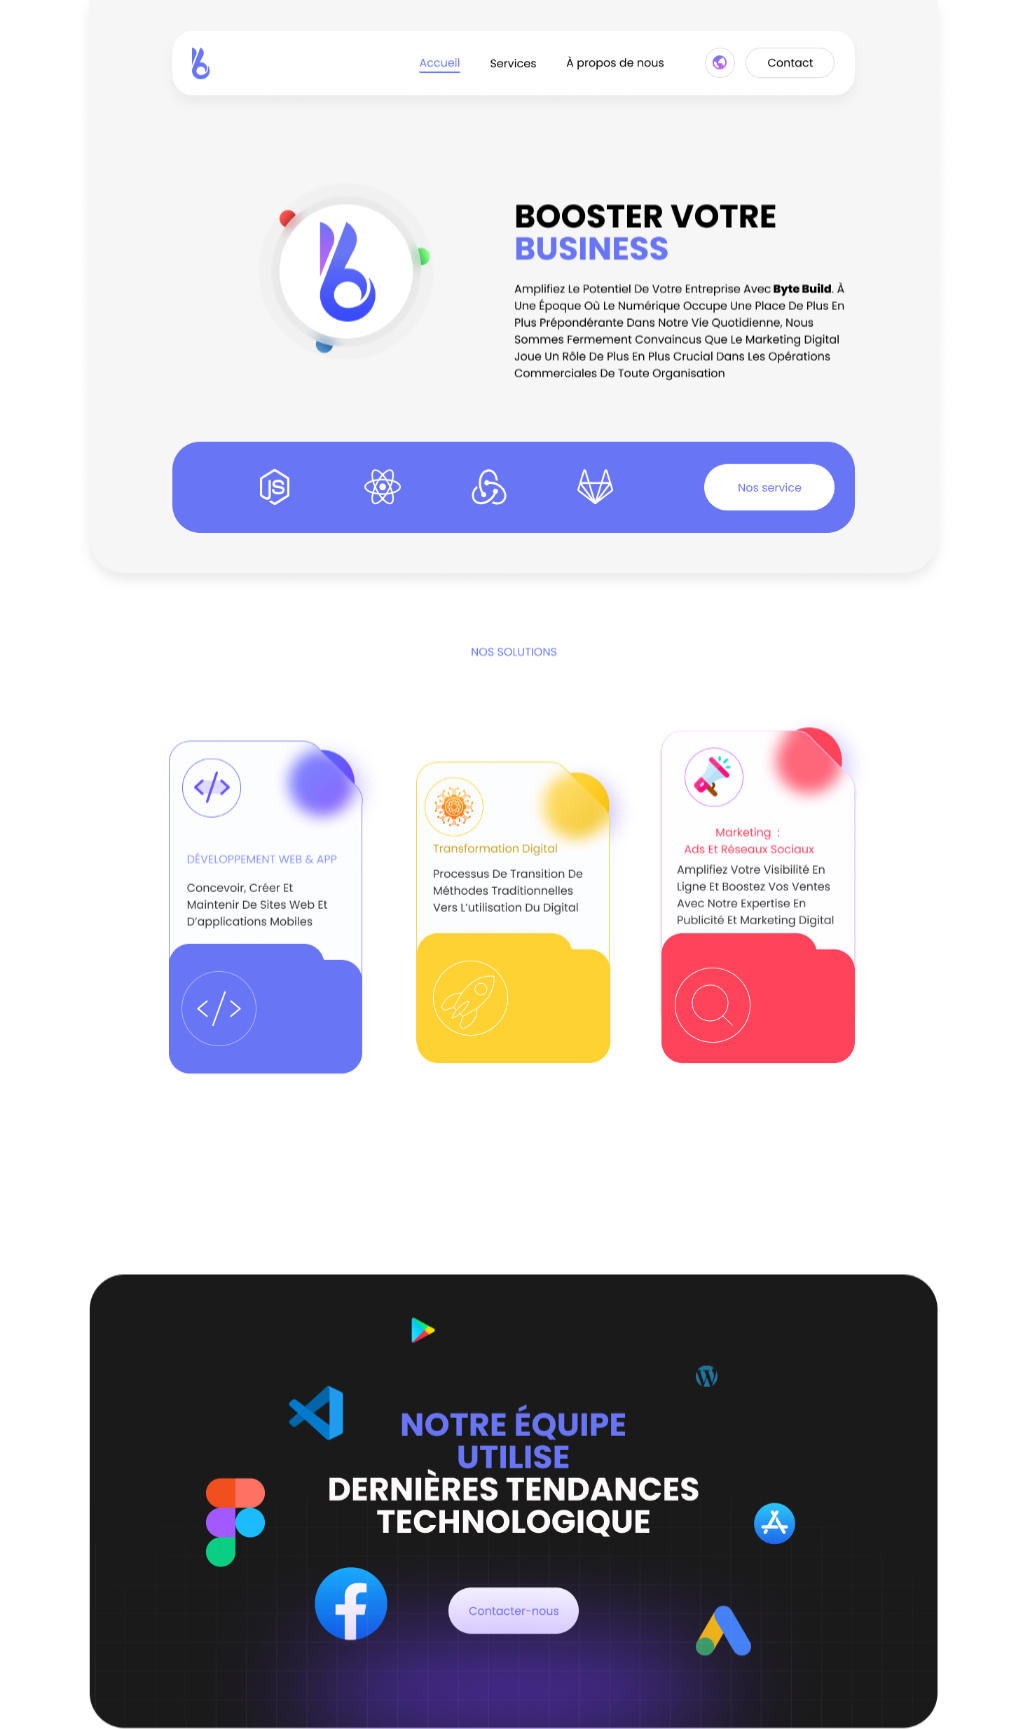 Accueil
Services
À propos de nous
Contact
BOOSTER VOTRE
BUSINESS
Amplifiez Le Potentiel De Votre Entreprise Avec Byte Build. À
Une Époque Où Le Numérique Occupe Une Place De Plus En
Plus Prépondérante Dans Notre Vie Quotidienne, Nous
Sommes Fermement Convaincus Que Le Marketing Digital
Joue Un Rôle De Plus En Plus Crucial Dans Les Opérations
Commerciales De Toute Organisation
JS
Nos service
NOS SOLUTIONS
DÉVELOPPEMENT WEB & APP
Concevoir, Créer Et
Maintenir De Sites Web Et
D'applications Mobiles
Transformation Digital
Processus De Transition De
Méthodes Traditionnelles
Vers L'utilisation Du Digital
Marketing :
Ads Et Réseaux Sociaux
Amplifiez Votre Visibilité En
Ligne Et Boostez Vos Ventes
Avec Notre Expertise En
Publicité Et Marketing Digital
NOTRE ÉQUIPE
UTILISE
DERNIÈRES TENDANCES
TECHNOLOGIQUE
Contacter-nous